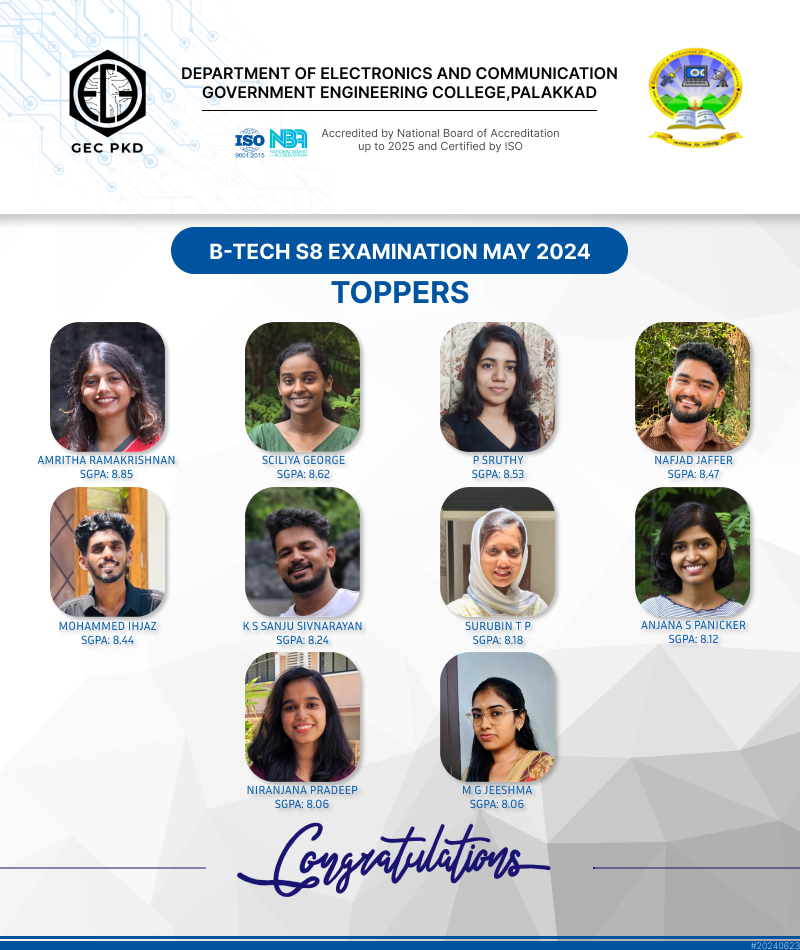 GEC PKD
DEPARTMENT OF ELECTRONICS AND COMMUNICATION
GOVERNMENT ENGINEERING COLLEGE,PALAKKAD
ISO
9001:2015
NBA
NATIONAL BOARD
of ACCREDITATION
Accredited by National Board of Accreditation
up to 2025 and Certified by ISO
B-TECH S8 EXAMINATION MAY 2024
TOPPERS
AMRITHA RAMAKRISHNAN
SGPA: 8.85
SCILIYA GEORGE
SGPA: 8.62
P SRUTHY
SGPA: 8.53
NAFJAD JAFFER
SGPA: 8.47
MOHAMMED IHJAZ
SGPA: 8.44
K S SANJU SIVNARAYAN
SGPA: 8.24
SURUBIN T P
SGPA: 8.18
ANJANA S PANICKER
SGPA: 8.12
NIRANJANA PRADEEP
SGPA: 8.06
M G JEESHMA
SGPA: 8.06
Congratulations
#20240623